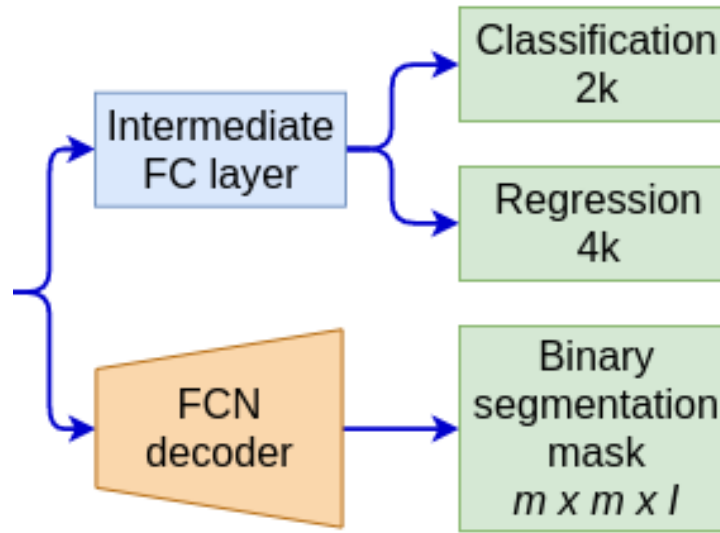 Intermediate
FC layer
Classification
2k
Regression
4k
FCN
decoder
Binary
segmentation
mask
m x m x l